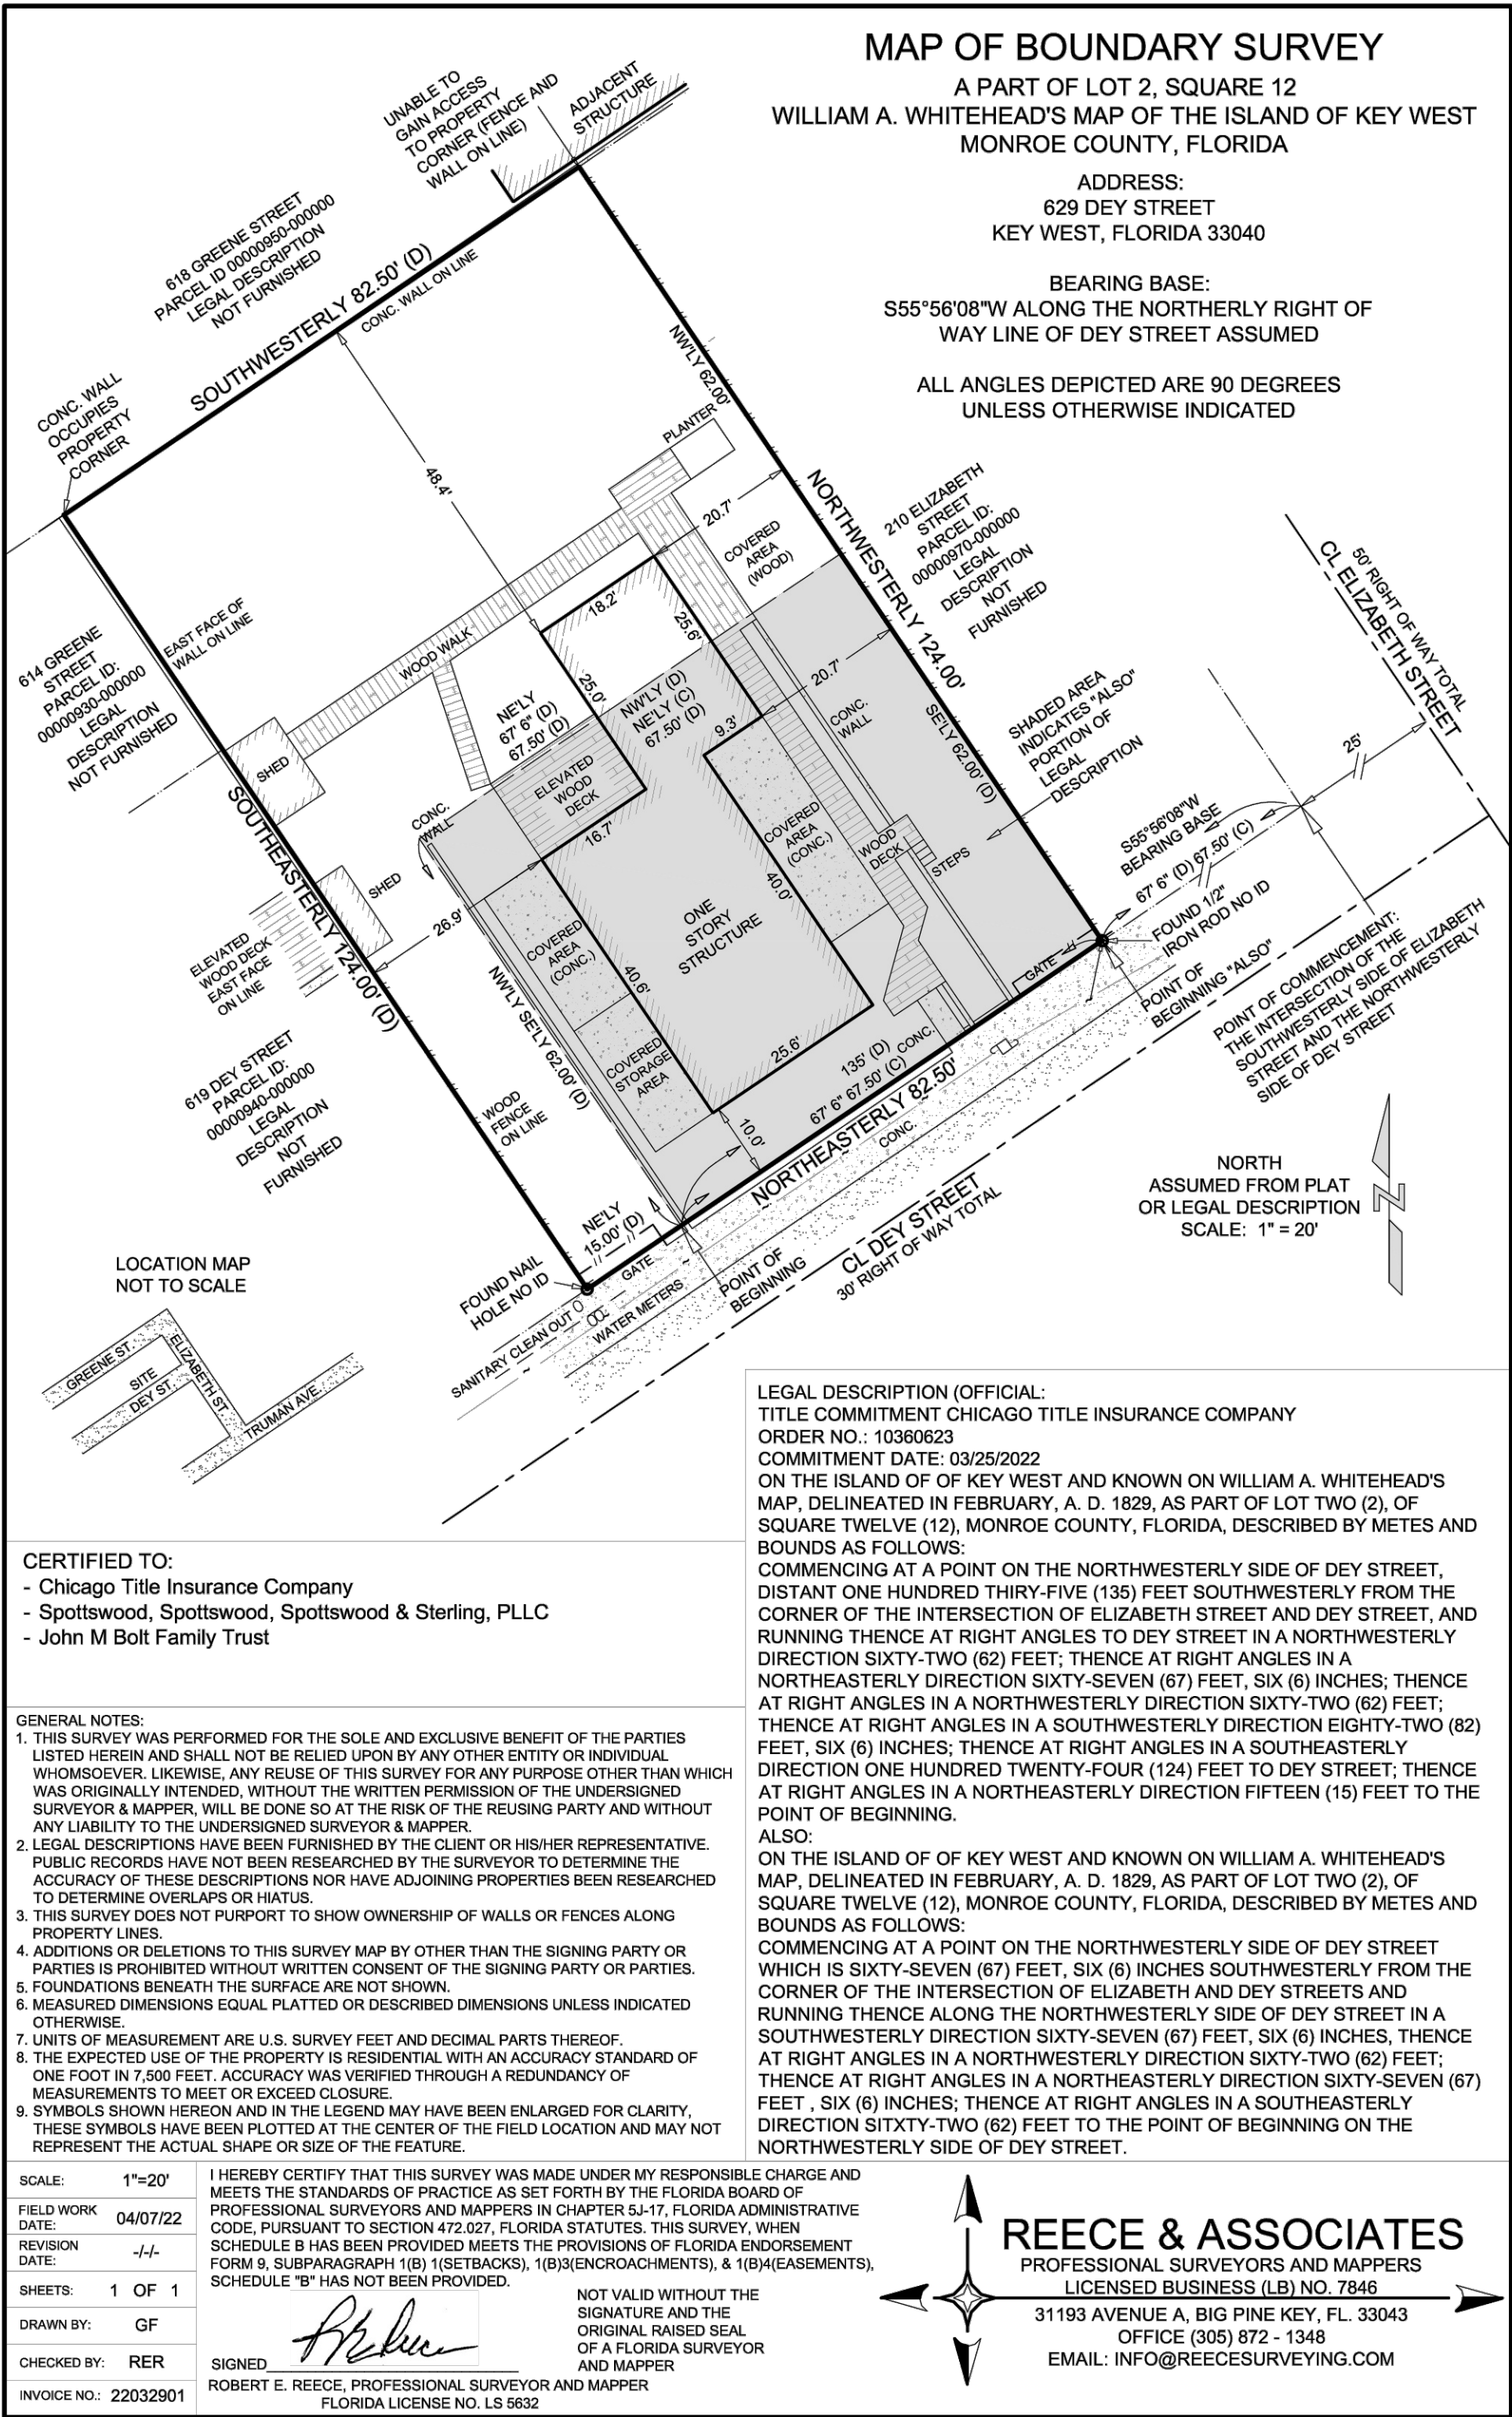 MAP OF BOUNDARY SURVEY
A PART OF LOT 2, SQUARE 12
WILLIAM A. WHITEHEAD'S MAP OF THE ISLAND OF KEY WEST
MONROE COUNTY, FLORIDA
ADDRESS:
629 DEY STREET
KEY WEST, FLORIDA 33040
BEARING BASE:
S55°56'08"W ALONG THE NORTHERLY RIGHT OF
WAY LINE OF DEY STREET ASSUMED
ALL ANGLES DEPICTED ARE 90 DEGREES
UNLESS OTHERWISE INDICATED
UNABLE TO
GAIN ACCESS
TO PROPERTY
CORNER (FENCE AND
WALL ON LINE)
ADJACENT
STRUCTURE
618 GREENE STREET
PARCEL ID 00000950-000000
LEGAL DESCRIPTION
NOT FURNISHED
SOUTHWESTERLY 82.50' (D)
CONC. WALL ON LINE
NW'LY 62.00'
CONC. WALL
OCCUPIES
PROPERTY
CORNER
48.4'
PLANTER
20.7'
COVERED
AREA
(WOOD)
NORTHWESTERLY 124.00'
210 ELIZABETH
STREET
PARCEL ID:
00000970-000000
LEGAL
DESCRIPTION
NOT
FURNISHED
50' RIGHT OF WAY TOTAL
CL ELIZABETH STREET
614 GREENE
STREET
PARCEL ID:
0000930-000000
LEGAL
DESCRIPTION
NOT FURNISHED
EAST FACE OF
WALL ON LINE
WOOD WALK
18.2'
25.6'
25.0'
NE'LY
67' 6" (D)
67.50' (D)
NW'LY (D)
NE'LY (C)
67.50' (D)
20.7'
9.3'
CONC.
WALL
SE'LY 62.00' (D)
SHADED AREA
INDICATES "ALSO"
PORTION OF
LEGAL
DESCRIPTION
25'
SHED
ELEVATED
WOOD
DECK
16.7'
CONC.
WALL
COVERED
AREA
(CONC.)
WOOD
DECK
STEPS
S55°56'08"W
BEARING BASE
67' 6" (D) 67.50' (C)
SOUTHEASTERLY 124.00' (D)
SHED
26.9'
40.0'
ONE
STORY
STRUCTURE
COVERED
AREA
(CONC.)
40.6'
ELEVATED
WOOD DECK
EAST FACE
ON LINE
NW'LY SE'LY 62.00' (D)
FOUND 1/2"
IRON ROD NO ID
GATE
POINT OF
BEGINNING "ALSO"
POINT OF COMMENCEMENT:
THE INTERSECTION OF THE
SOUTHWESTERLY SIDE OF ELIZABETH
STREET AND THE NORTHWESTERLY
SIDE OF DEY STREET
619 DEY STREET
PARCEL ID:
00000940-000000
LEGAL
DESCRIPTION
NOT
FURNISHED
WOOD
FENCE
ON LINE
COVERED
STORAGE
AREA
25.6'
135' (D)
CONC.
67' 6" 67.50' (C)
NORTHEASTERLY 82.50'
CONC.
10.0'
NE'LY
15.00' (D)
GATE
FOUND NAIL
HOLE NO ID
SANITARY CLEAN OUT
WATER METERS
POINT OF
BEGINNING
CL DEY STREET
30' RIGHT OF WAY TOTAL
NORTH
ASSUMED FROM PLAT
OR LEGAL DESCRIPTION
SCALE: 1" = 20'
N
LOCATION MAP
NOT TO SCALE
GREENE ST.
SITE
DEY ST.
ELIZABETH ST.
TRUMAN AVE.
LEGAL DESCRIPTION (OFFICIAL:
TITLE COMMITMENT CHICAGO TITLE INSURANCE COMPANY
ORDER NO.: 10360623
COMMITMENT DATE: 03/25/2022
ON THE ISLAND OF OF KEY WEST AND KNOWN ON WILLIAM A. WHITEHEAD'S
MAP, DELINEATED IN FEBRUARY, A. D. 1829, AS PART OF LOT TWO (2), OF
SQUARE TWELVE (12), MONROE COUNTY, FLORIDA, DESCRIBED BY METES AND
BOUNDS AS FOLLOWS:
COMMENCING AT A POINT ON THE NORTHWESTERLY SIDE OF DEY STREET,
DISTANT ONE HUNDRED THIRY-FIVE (135) FEET SOUTHWESTERLY FROM THE
CORNER OF THE INTERSECTION OF ELIZABETH STREET AND DEY STREET, AND
RUNNING THENCE AT RIGHT ANGLES TO DEY STREET IN A NORTHWESTERLY
DIRECTION SIXTY-TWO (62) FEET; THENCE AT RIGHT ANGLES IN A
NORTHEASTERLY DIRECTION SIXTY-SEVEN (67) FEET, SIX (6) INCHES; THENCE
AT RIGHT ANGLES IN A NORTHWESTERLY DIRECTION SIXTY-TWO (62) FEET;
THENCE AT RIGHT ANGLES IN A SOUTHWESTERLY DIRECTION EIGHTY-TWO (82)
FEET, SIX (6) INCHES; THENCE AT RIGHT ANGLES IN A SOUTHEASTERLY
DIRECTION ONE HUNDRED TWENTY-FOUR (124) FEET TO DEY STREET; THENCE
AT RIGHT ANGLES IN A NORTHEASTERLY DIRECTION FIFTEEN (15) FEET TO THE
POINT OF BEGINNING.
ALSO:
ON THE ISLAND OF OF KEY WEST AND KNOWN ON WILLIAM A. WHITEHEAD'S
MAP, DELINEATED IN FEBRUARY, A. D. 1829, AS PART OF LOT TWO (2), OF
SQUARE TWELVE (12), MONROE COUNTY, FLORIDA, DESCRIBED BY METES AND
BOUNDS AS FOLLOWS:
COMMENCING AT A POINT ON THE NORTHWESTERLY SIDE OF DEY STREET
WHICH IS SIXTY-SEVEN (67) FEET, SIX (6) INCHES SOUTHWESTERLY FROM THE
CORNER OF THE INTERSECTION OF ELIZABETH AND DEY STREETS AND
RUNNING THENCE ALONG THE NORTHWESTERLY SIDE OF DEY STREET IN A
SOUTHWESTERLY DIRECTION SIXTY-SEVEN (67) FEET, SIX (6) INCHES, THENCE
AT RIGHT ANGLES IN A NORTHWESTERLY DIRECTION SIXTY-TWO (62) FEET;
THENCE AT RIGHT ANGLES IN A NORTHEASTERLY DIRECTION SIXTY-SEVEN (67)
FEET , SIX (6) INCHES; THENCE AT RIGHT ANGLES IN A SOUTHEASTERLY
DIRECTION SITXTY-TWO (62) FEET TO THE POINT OF BEGINNING ON THE
NORTHWESTERLY SIDE OF DEY STREET.
CERTIFIED TO:
- Chicago Title Insurance Company
- Spottswood, Spottswood, Spottswood & Sterling, PLLC
- John M Bolt Family Trust
GENERAL NOTES:
1. THIS SURVEY WAS PERFORMED FOR THE SOLE AND EXCLUSIVE BENEFIT OF THE PARTIES
LISTED HEREIN AND SHALL NOT BE RELIED UPON BY ANY OTHER ENTITY OR INDIVIDUAL
WHOMSOEVER. LIKEWISE, ANY REUSE OF THIS SURVEY FOR ANY PURPOSE OTHER THAN WHICH
WAS ORIGINALLY INTENDED, WITHOUT THE WRITTEN PERMISSION OF THE UNDERSIGNED
SURVEYOR & MAPPER, WILL BE DONE SO AT THE RISK OF THE REUSING PARTY AND WITHOUT
ANY LIABILITY TO THE UNDERSIGNED SURVEYOR & MAPPER.
2. LEGAL DESCRIPTIONS HAVE BEEN FURNISHED BY THE CLIENT OR HIS/HER REPRESENTATIVE.
PUBLIC RECORDS HAVE NOT BEEN RESEARCHED BY THE SURVEYOR TO DETERMINE THE
ACCURACY OF THESE DESCRIPTIONS NOR HAVE ADJOINING PROPERTIES BEEN RESEARCHED
TO DETERMINE OVERLAPS OR HIATUS.
3. THIS SURVEY DOES NOT PURPORT TO SHOW OWNERSHIP OF WALLS OR FENCES ALONG
PROPERTY LINES.
4. ADDITIONS OR DELETIONS TO THIS SURVEY MAP BY OTHER THAN THE SIGNING PARTY OR
PARTIES IS PROHIBITED WITHOUT WRITTEN CONSENT OF THE SIGNING PARTY OR PARTIES.
5. FOUNDATIONS BENEATH THE SURFACE ARE NOT SHOWN.
6. MEASURED DIMENSIONS EQUAL PLATTED OR DESCRIBED DIMENSIONS UNLESS INDICATED
OTHERWISE.
7. UNITS OF MEASUREMENT ARE U.S. SURVEY FEET AND DECIMAL PARTS THEREOF.
8. THE EXPECTED USE OF THE PROPERTY IS RESIDENTIAL WITH AN ACCURACY STANDARD OF
ONE FOOT IN 7,500 FEET. ACCURACY WAS VERIFIED THROUGH A REDUNDANCY OF
MEASUREMENTS TO MEET OR EXCEED CLOSURE.
9. SYMBOLS SHOWN HEREON AND IN THE LEGEND MAY HAVE BEEN ENLARGED FOR CLARITY,
THESE SYMBOLS HAVE BEEN PLOTTED AT THE CENTER OF THE FIELD LOCATION AND MAY NOT
REPRESENT THE ACTUAL SHAPE OR SIZE OF THE FEATURE.
SCALE: 1"=20'
FIELD WORK
DATE: 04/07/22
REVISION
DATE: -/-/-
SHEETS: 1 OF 1
DRAWN BY: GF
CHECKED BY: RER
INVOICE NO.: 22032901
I HEREBY CERTIFY THAT THIS SURVEY WAS MADE UNDER MY RESPONSIBLE CHARGE AND
MEETS THE STANDARDS OF PRACTICE AS SET FORTH BY THE FLORIDA BOARD OF
PROFESSIONAL SURVEYORS AND MAPPERS IN CHAPTER 5J-17, FLORIDA ADMINISTRATIVE
CODE, PURSUANT TO SECTION 472.027, FLORIDA STATUTES. THIS SURVEY, WHEN
SCHEDULE B HAS BEEN PROVIDED MEETS THE PROVISIONS OF FLORIDA ENDORSEMENT
FORM 9, SUBPARAGRAPH 1(B) 1(SETBACKS), 1(B)3(ENCROACHMENTS), & 1(B)4(EASEMENTS),
SCHEDULE "B" HAS NOT BEEN PROVIDED.
NOT VALID WITHOUT THE
SIGNATURE AND THE
ORIGINAL RAISED SEAL
OF A FLORIDA SURVEYOR
AND MAPPER
SIGNED
ROBERT E. REECE, PROFESSIONAL SURVEYOR AND MAPPER
FLORIDA LICENSE NO. LS 5632
REECE & ASSOCIATES
PROFESSIONAL SURVEYORS AND MAPPERS
LICENSED BUSINESS (LB) NO. 7846
31193 AVENUE A, BIG PINE KEY, FL. 33043
OFFICE (305) 872 - 1348
EMAIL: INFO@REECESURVEYING.COM